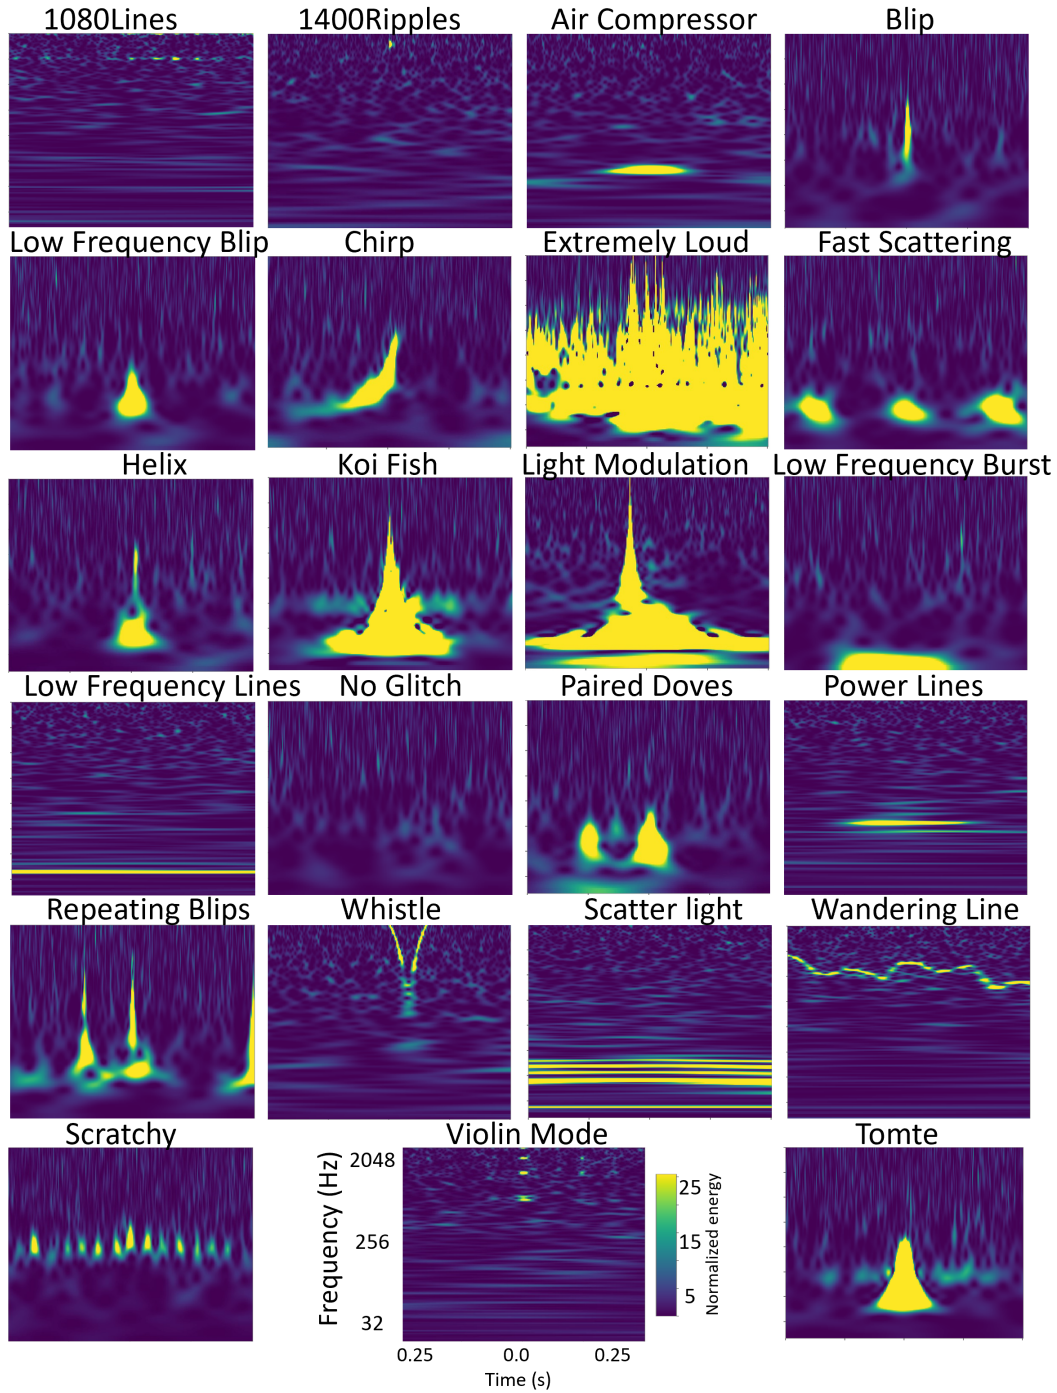 1080Lines 1400Ripples Air Compressor Blip
Low Frequency Blip Chirp Extremely Loud Fast Scattering
Helix Koi Fish Light Modulation Low Frequency Burst
Low Frequency Lines No Glitch Paired Doves Power Lines
Repeating Blips Whistle Scatter light Wandering Line
Scratchy Violin Mode Tomte
Frequency (Hz)
2048
256
32
0.25 0.0 0.25
Time (s)
25
15
5
Normalized energy